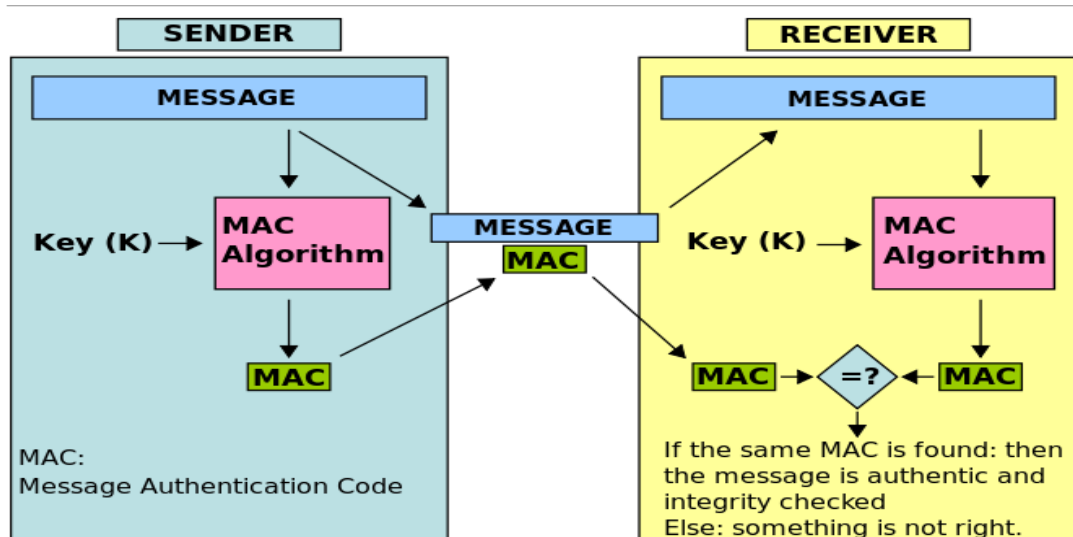 SENDER
MESSAGE
Key (K)
MAC
Algorithm
MAC
MAC:
Message Authentication Code
MESSAGE
MAC
RECEIVER
MESSAGE
Key (K)
MAC
Algorithm
MAC
=?
MAC
If the same MAC is found: then
the message is authentic and
integrity checked
Else: something is not right.